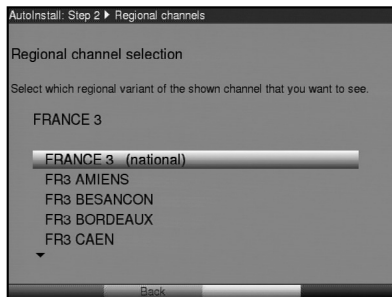 AutoInstall: Step 2 ▶ Regional channels
Regional channel selection
Select which regional variant of the shown channel that you want to see.
FRANCE 3
FRANCE 3 (national)
FR3 AMIENS
FR3 BESANCON
FR3 BORDEAUX
FR3 CAEN
Back